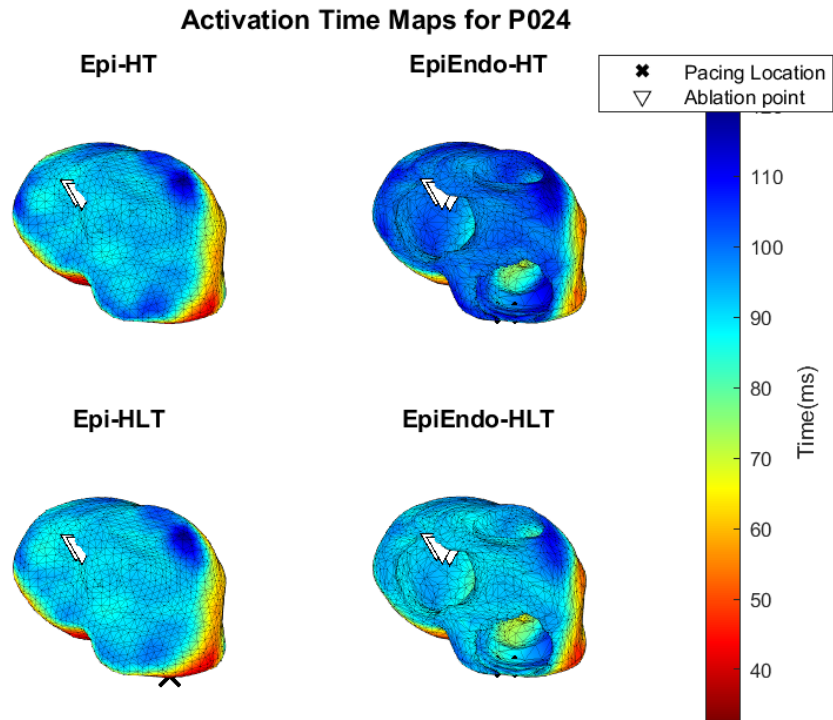 Activation Time Maps for P024
Epi-HT
EpiEndo-HT
Pacing Location
Ablation point
110
100
90
80
70
60
50
40
Time(ms)
Epi-HLT
EpiEndo-HLT